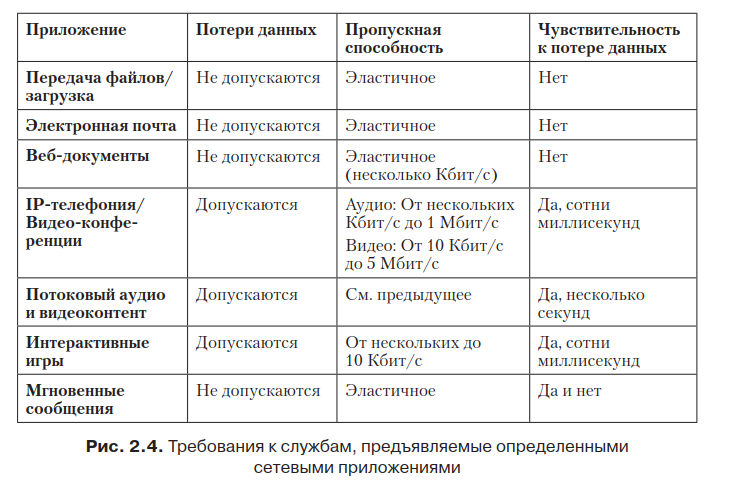 Приложение
Потери данных
Пропускная
способность
Чувствительность
к потере данных
Передача файлов/
загрузка
Не допускаются
Эластичное
Нет
Электронная почта
Не допускаются
Эластичное
Нет
Веб-документы
Не допускаются
Эластичное
(несколько Кбит/с)
Нет
IP-телефония/
Видео-конфе-
ренции
Допускаются
Аудио: От нескольких
Кбит/с до 1 Мбит/с
Видео: От 10 Кбит/с
до 5 Мбит/с
Да, сотни
миллисекунд
Потоковый аудио
и видеоконтент
Допускаются
См. предыдущее
Да, несколько
секунд
Интерактивные
игры
Допускаются
От нескольких до
10 Кбит/с
Да, сотни
миллисекунд
Мгновенные
сообщения
Не допускаются
Эластичное
Да и нет
Рис. 2.4. Требования к службам, предъявляемые определенными
сетевыми приложениями